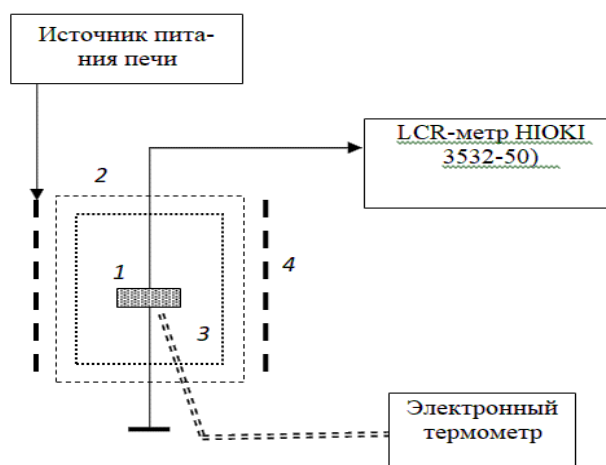 Источник пита-
ния печи
LCR-метр HIOKI
3532-50)
2
1
4
3
Электронный
термометр